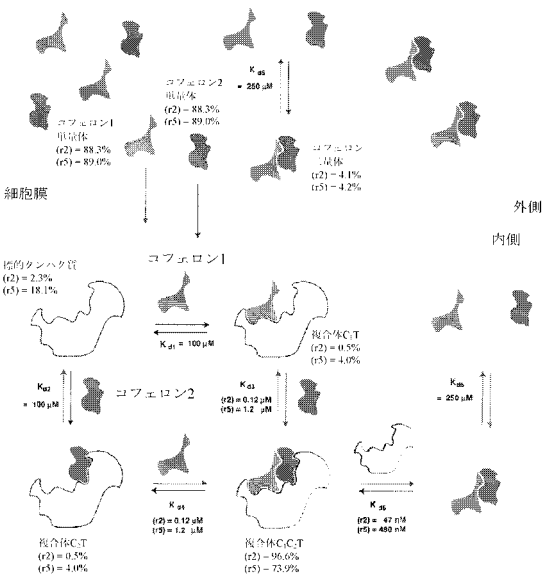 K d5
= 250 μM
コフェロン2
単量体
(r2) = 88.3%
(r5) = 89.0%
コフェロン1
単量体
(r2) = 88.3%
(r5) = 89.0%
コフェロン
二量体
(r2) = 4.1%
(r5) = 4.2%
細胞膜
外側
内側
標的タンパク質
(r2) = 2.3%
(r5) = 18.1%
コフェロン1
K d1 = 100 μM
複合体C₁T
(r2) = 0.5%
(r5) = 4.0%
K d2
= 100 μM
コフェロン2
K d3
(r2) = 0.12 μM
(r5) = 1.2 μM
K d5
= 250 μM
K d4
(r2) = 0.12 μM
(r5) = 1.2 μM
K d6
(r2) = 47 nM
(r5) = 480 nM
複合体C₂T
(r2) = 0.5%
(r5) = 4.0%
複合体C₁C₂T
(r2) = 96.6%
(r5) = 73.9%